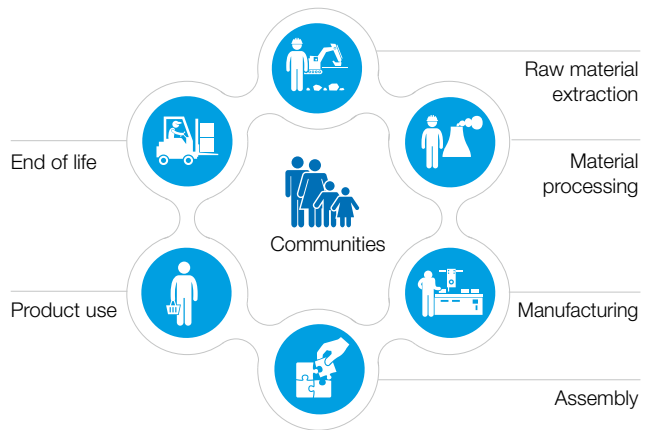 Raw material
extraction
End of life
Material
processing
Communities
Product use
Manufacturing
Assembly